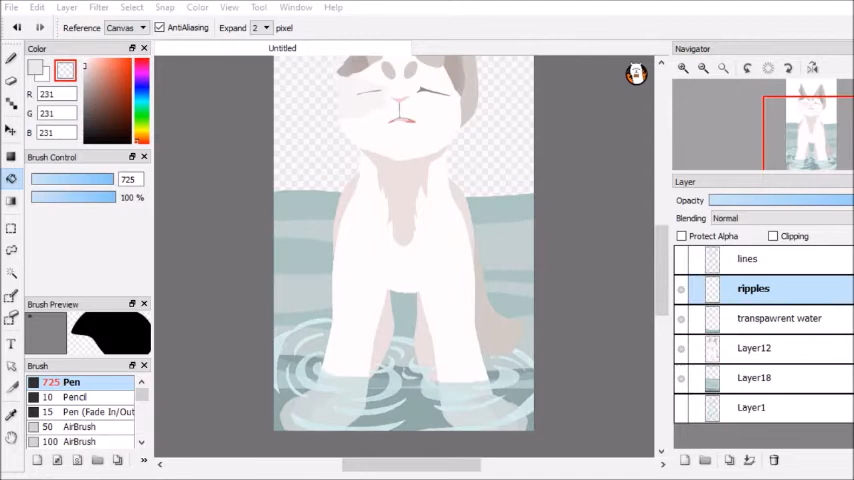 File Edit Layer Filter Select Snap Color View Tool Window Help
Reference Canvas AntiAliasing Expand 2 pixel
Color
Untitled
Navigator
R 231
G 231
B 231
Brush Control
725
100 %
Layer
Opacity
Blending Normal
Protect Alpha Clipping
lines
ripples
transpawrent water
Layer12
Layer18
Layer1
Brush Preview
Brush
725 Pen
10 Pencil
15 Pen (Fade In/Out
50 AirBrush
100 AirBrush